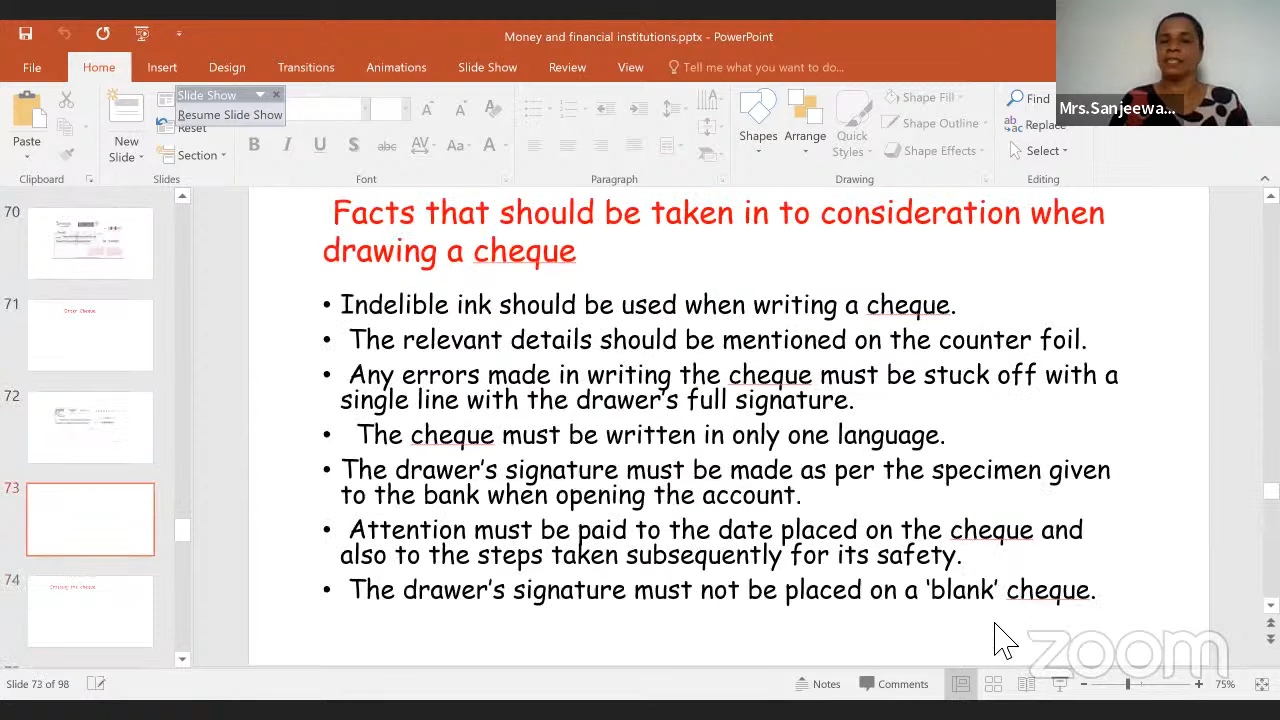 Money and financial institutions.pptx - PowerPoint
File Home Insert Design Transitions Animations Slide Show Review View Tell me what you want to do...
Mrs.Sanjeewa...
Slide Show
Resume Slide Show
Paste
Clipboard
New
Slide
Reset
Section
Slides
B I U S abc AV Aa A
Font
Paragraph
Shapes
Arrange
Quick
Styles
Shape Fill
Shape Outline
Shape Effects
Drawing
Find
Replace
Select
Editing
70
71
Order Cheque
72
73
74
Crossing the cheque
Facts that should be taken in to consideration when
drawing a cheque
• Indelible ink should be used when writing a cheque.
• The relevant details should be mentioned on the counter foil.
• Any errors made in writing the cheque must be stuck off with a
single line with the drawer's full signature.
• The cheque must be written in only one language.
• The drawer's signature must be made as per the specimen given
to the bank when opening the account.
• Attention must be paid to the date placed on the cheque and
also to the steps taken subsequently for its safety.
• The drawer's signature must not be placed on a ‘blank’ cheque.
zoom
Slide 73 of 98
Notes
Comments
75%